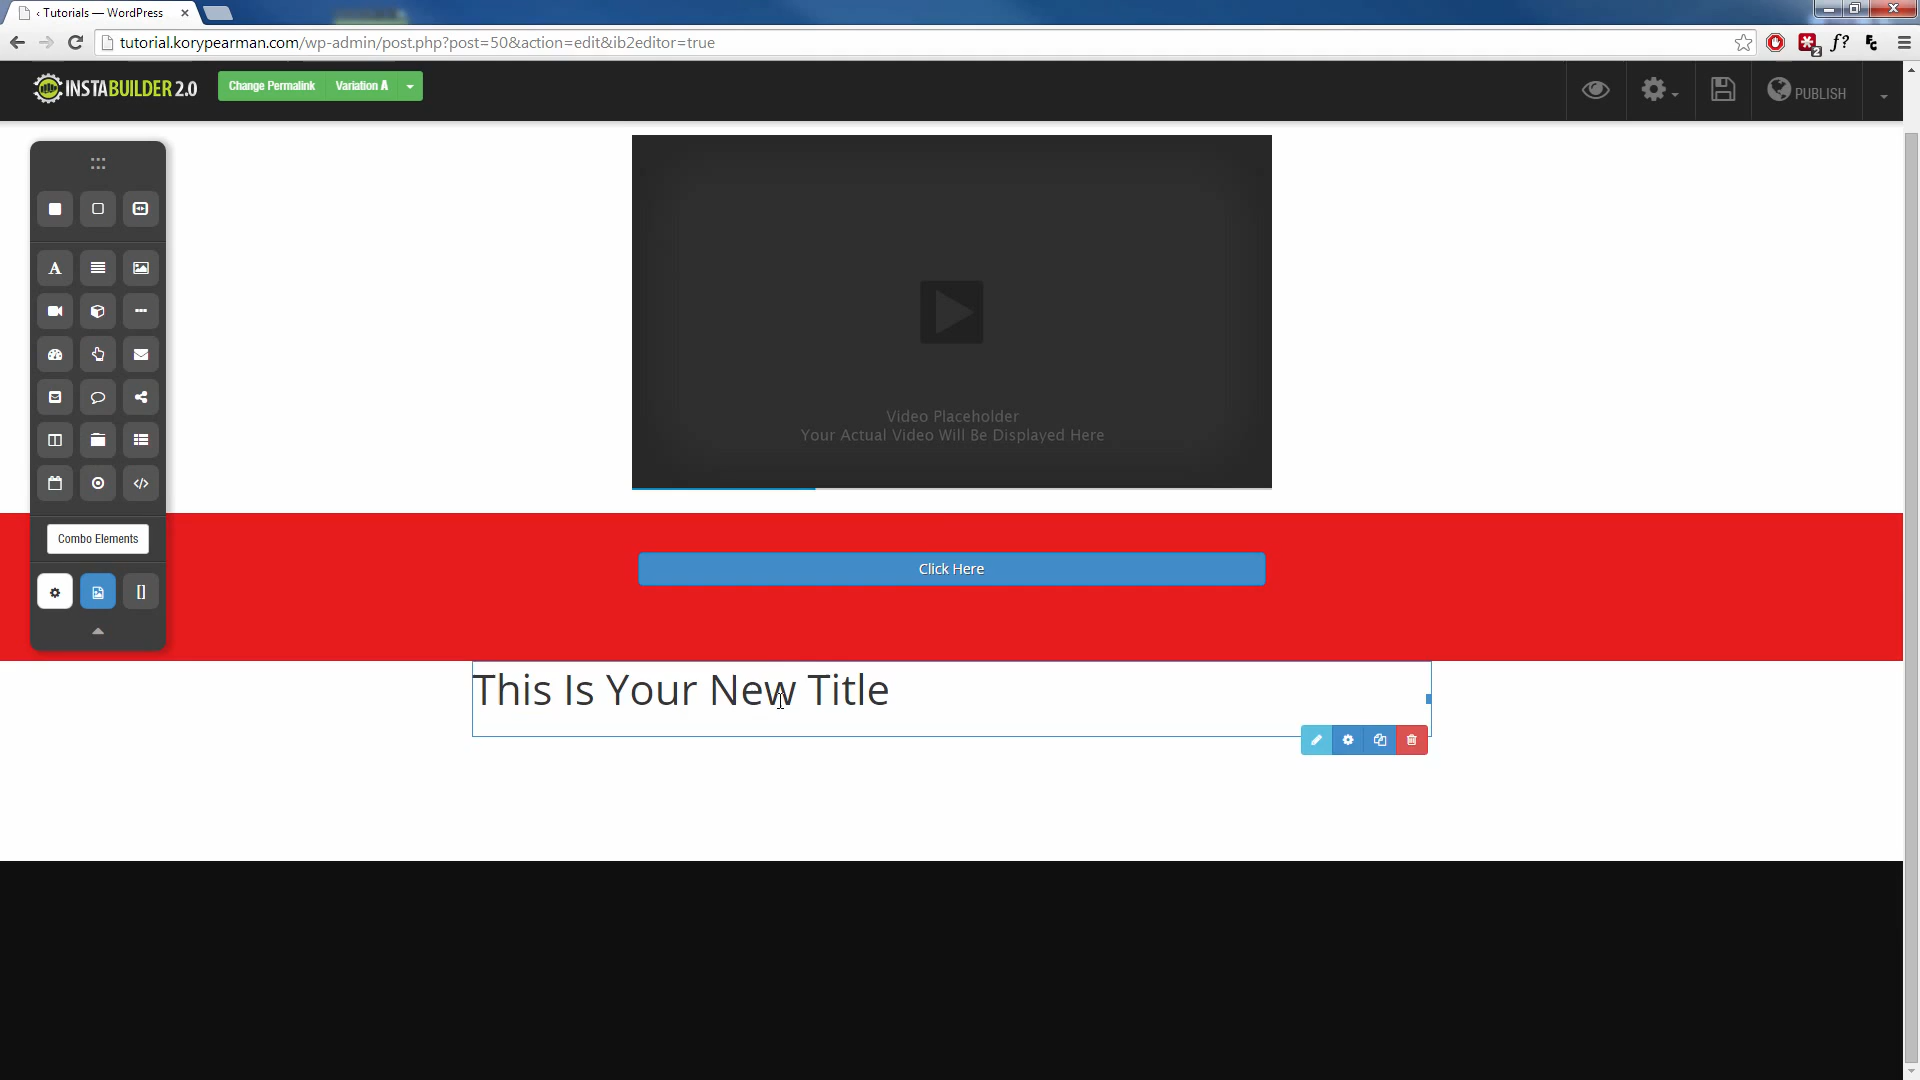 ‹ Tutorials — WordPress
tutorial.korypearman.com/wp-admin/post.php?post=50&action=edit&ib2editor=true
f?
2
INSTABUILDER 2.0
Change Permalink
Variation A
PUBLISH
A
Video Placeholder
Your Actual Video Will Be Displayed Here
Combo Elements
Click Here
This Is Your New Title